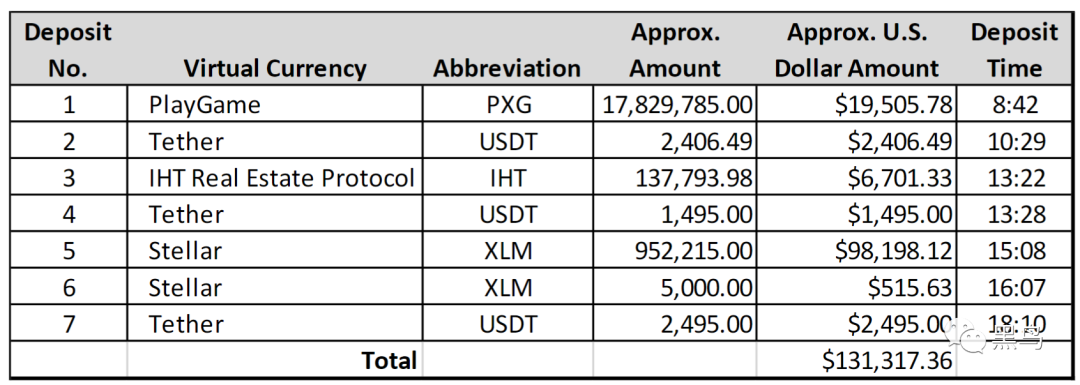 Deposit No. Virtual Currency Abbreviation Approx. Amount Approx. U.S. Dollar Amount Deposit Time
1 PlayGame PXG 17,829,785.00 $19,505.78 8:42
2 Tether USDT 2,406.49 $2,406.49 10:29
3 IHT Real Estate Protocol IHT 137,793.98 $6,701.33 13:22
4 Tether USDT 1,495.00 $1,495.00 13:28
5 Stellar XLM 952,215.00 $98,198.12 15:08
6 Stellar XLM 5,000.00 $515.63 16:07
7 Tether USDT 2,495.00 $2,495.00 18:10
Total $131,317.36
黑鸟